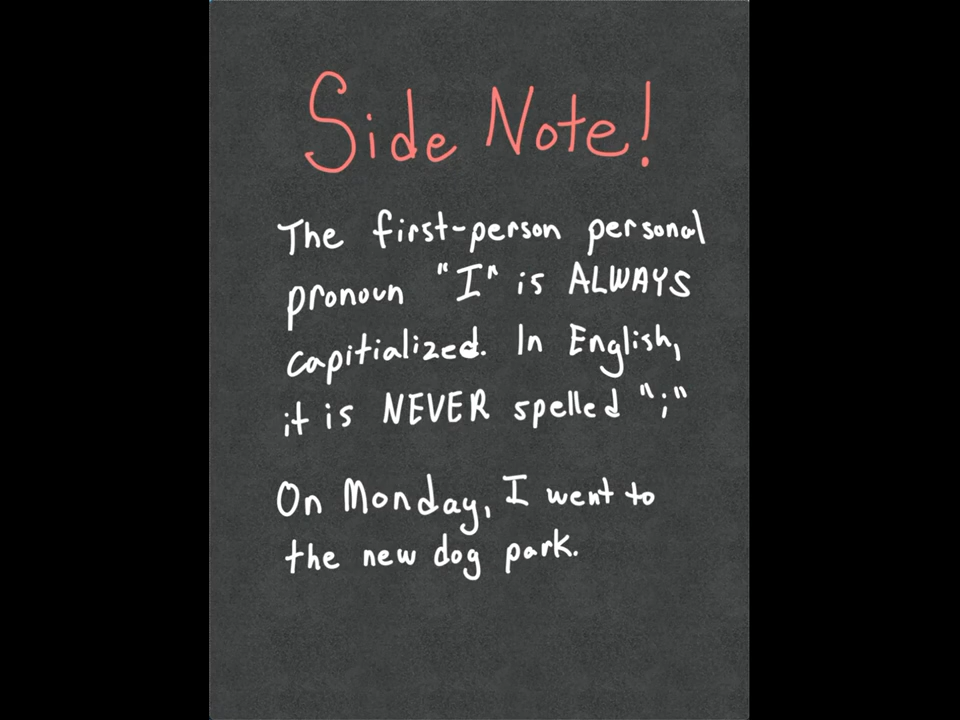 Side Note!
The first-person personal
pronoun "I" is ALWAYS
capitialized. In English,
it is NEVER spelled "i"
On Monday, I went to
the new dog park.